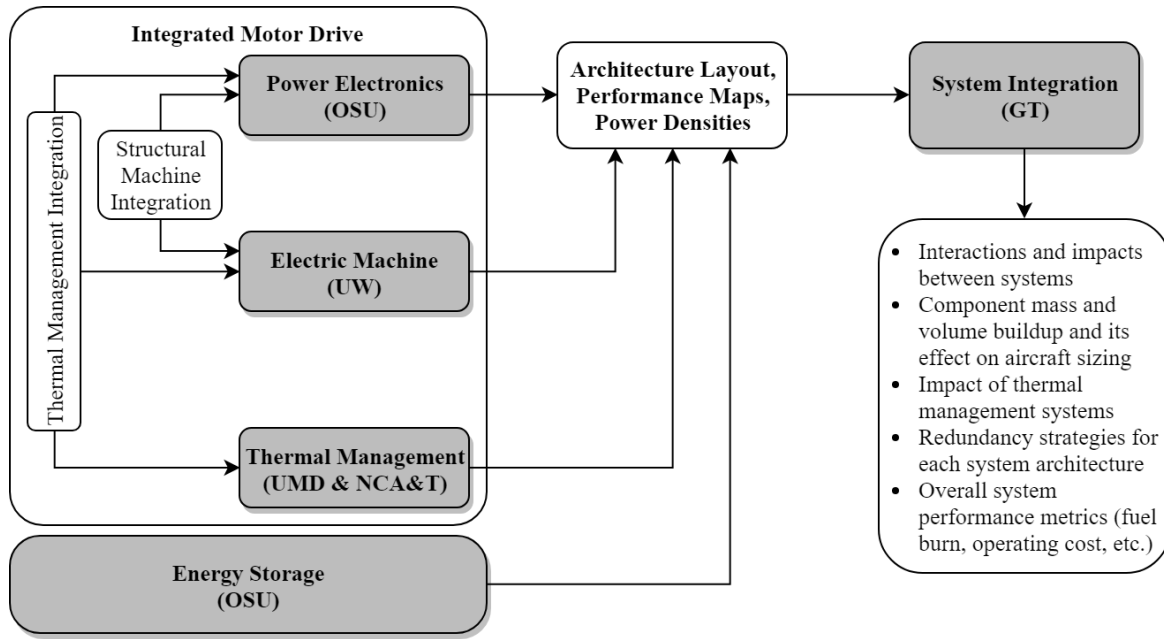 Integrated Motor Drive
Power Electronics
(OSU)
Structural
Machine
Integration
Thermal Management Integration
Electric Machine
(UW)
Thermal Management
(UMD & NCA&T)
Energy Storage
(OSU)
Architecture Layout,
Performance Maps,
Power Densities
System Integration
(GT)
• Interactions and impacts
between systems
• Component mass and
volume buildup and its
effect on aircraft sizing
• Impact of thermal
management systems
• Redundancy strategies for
each system architecture
• Overall system
performance metrics (fuel
burn, operating cost, etc.)